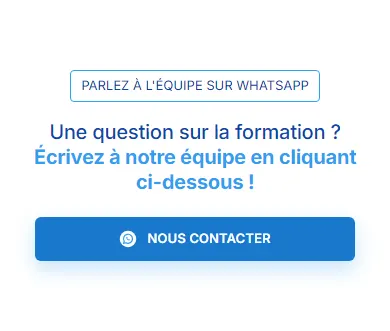 PARLEZ À L'ÉQUIPE SUR WHATSAPP
Une question sur la formation ?
Écrivez à notre équipe en cliquant
ci-dessous !
NOUS CONTACTER